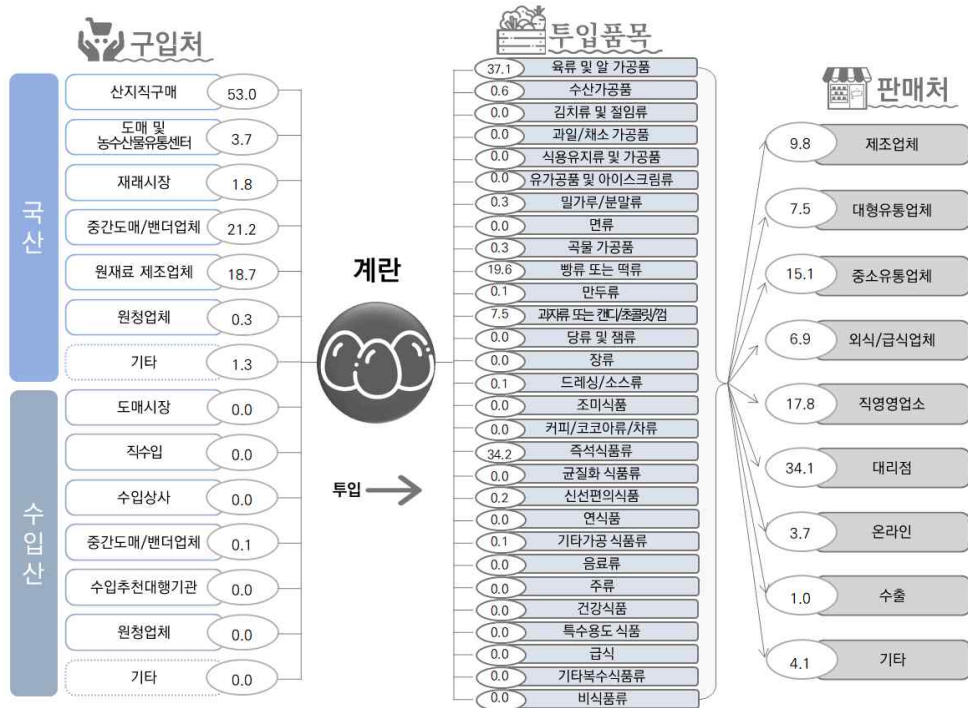 구입처
국산
산지직구매 53.0
도매 및
농수산물유통센터 3.7
재래시장 1.8
중간도매/밴더업체 21.2
원재료 제조업체 18.7
원청업체 0.3
기타 1.3
수입산
도매시장 0.0
직수입 0.0
수입상사 0.0
중간도매/밴더업체 0.1
수입추천대행기관 0.0
원청업체 0.0
기타 0.0
계란
투입
투입품목
37.1 육류 및 알 가공품
0.6 수산가공품
0.0 김치류 및 절임류
0.0 과일/채소 가공품
0.0 식용유지류 및 가공품
0.0 유가공품 및 아이스크림류
0.3 밀가루/분말류
0.0 면류
0.3 곡물 가공품
19.6 빵류 또는 떡류
0.1 만두류
7.5 과자류 또는 캔디/초콜릿/껌
0.0 당류 및 잼류
0.0 장류
0.1 드레싱/소스류
0.0 조미식품
0.0 커피/코코아류/차류
34.2 즉석식품류
0.0 균질화 식품류
0.2 신선편의식품
0.0 연식품
0.1 기타가공 식품류
0.0 음료류
0.0 주류
0.0 건강식품
0.0 특수용도 식품
0.0 급식
0.0 기타복수식품류
0.0 비식품류
판매처
9.8 제조업체
7.5 대형유통업체
15.1 중소유통업체
6.9 외식/급식업체
17.8 직영영업소
34.1 대리점
3.7 온라인
1.0 수출
4.1 기타